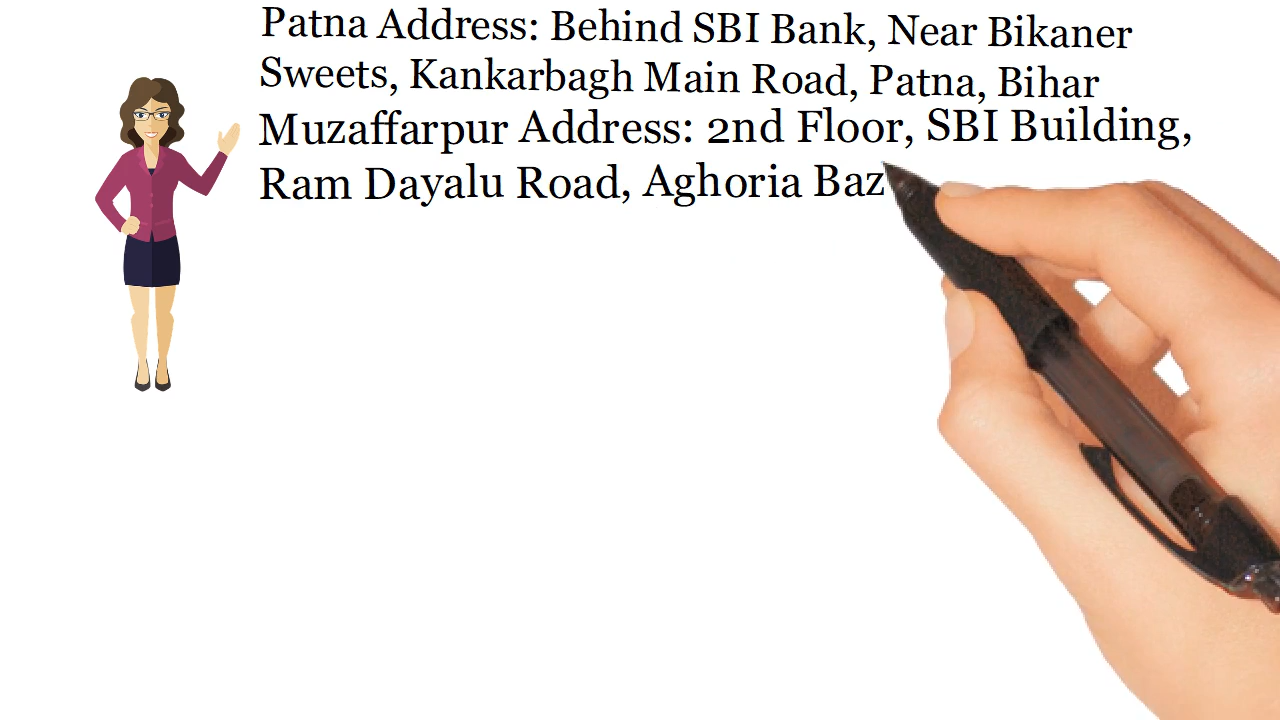 Patna Address: Behind SBI Bank, Near Bikaner
Sweets, Kankarbagh Main Road, Patna, Bihar
Muzaffarpur Address: 2nd Floor, SBI Building,
Ram Dayalu Road, Aghoria Baz